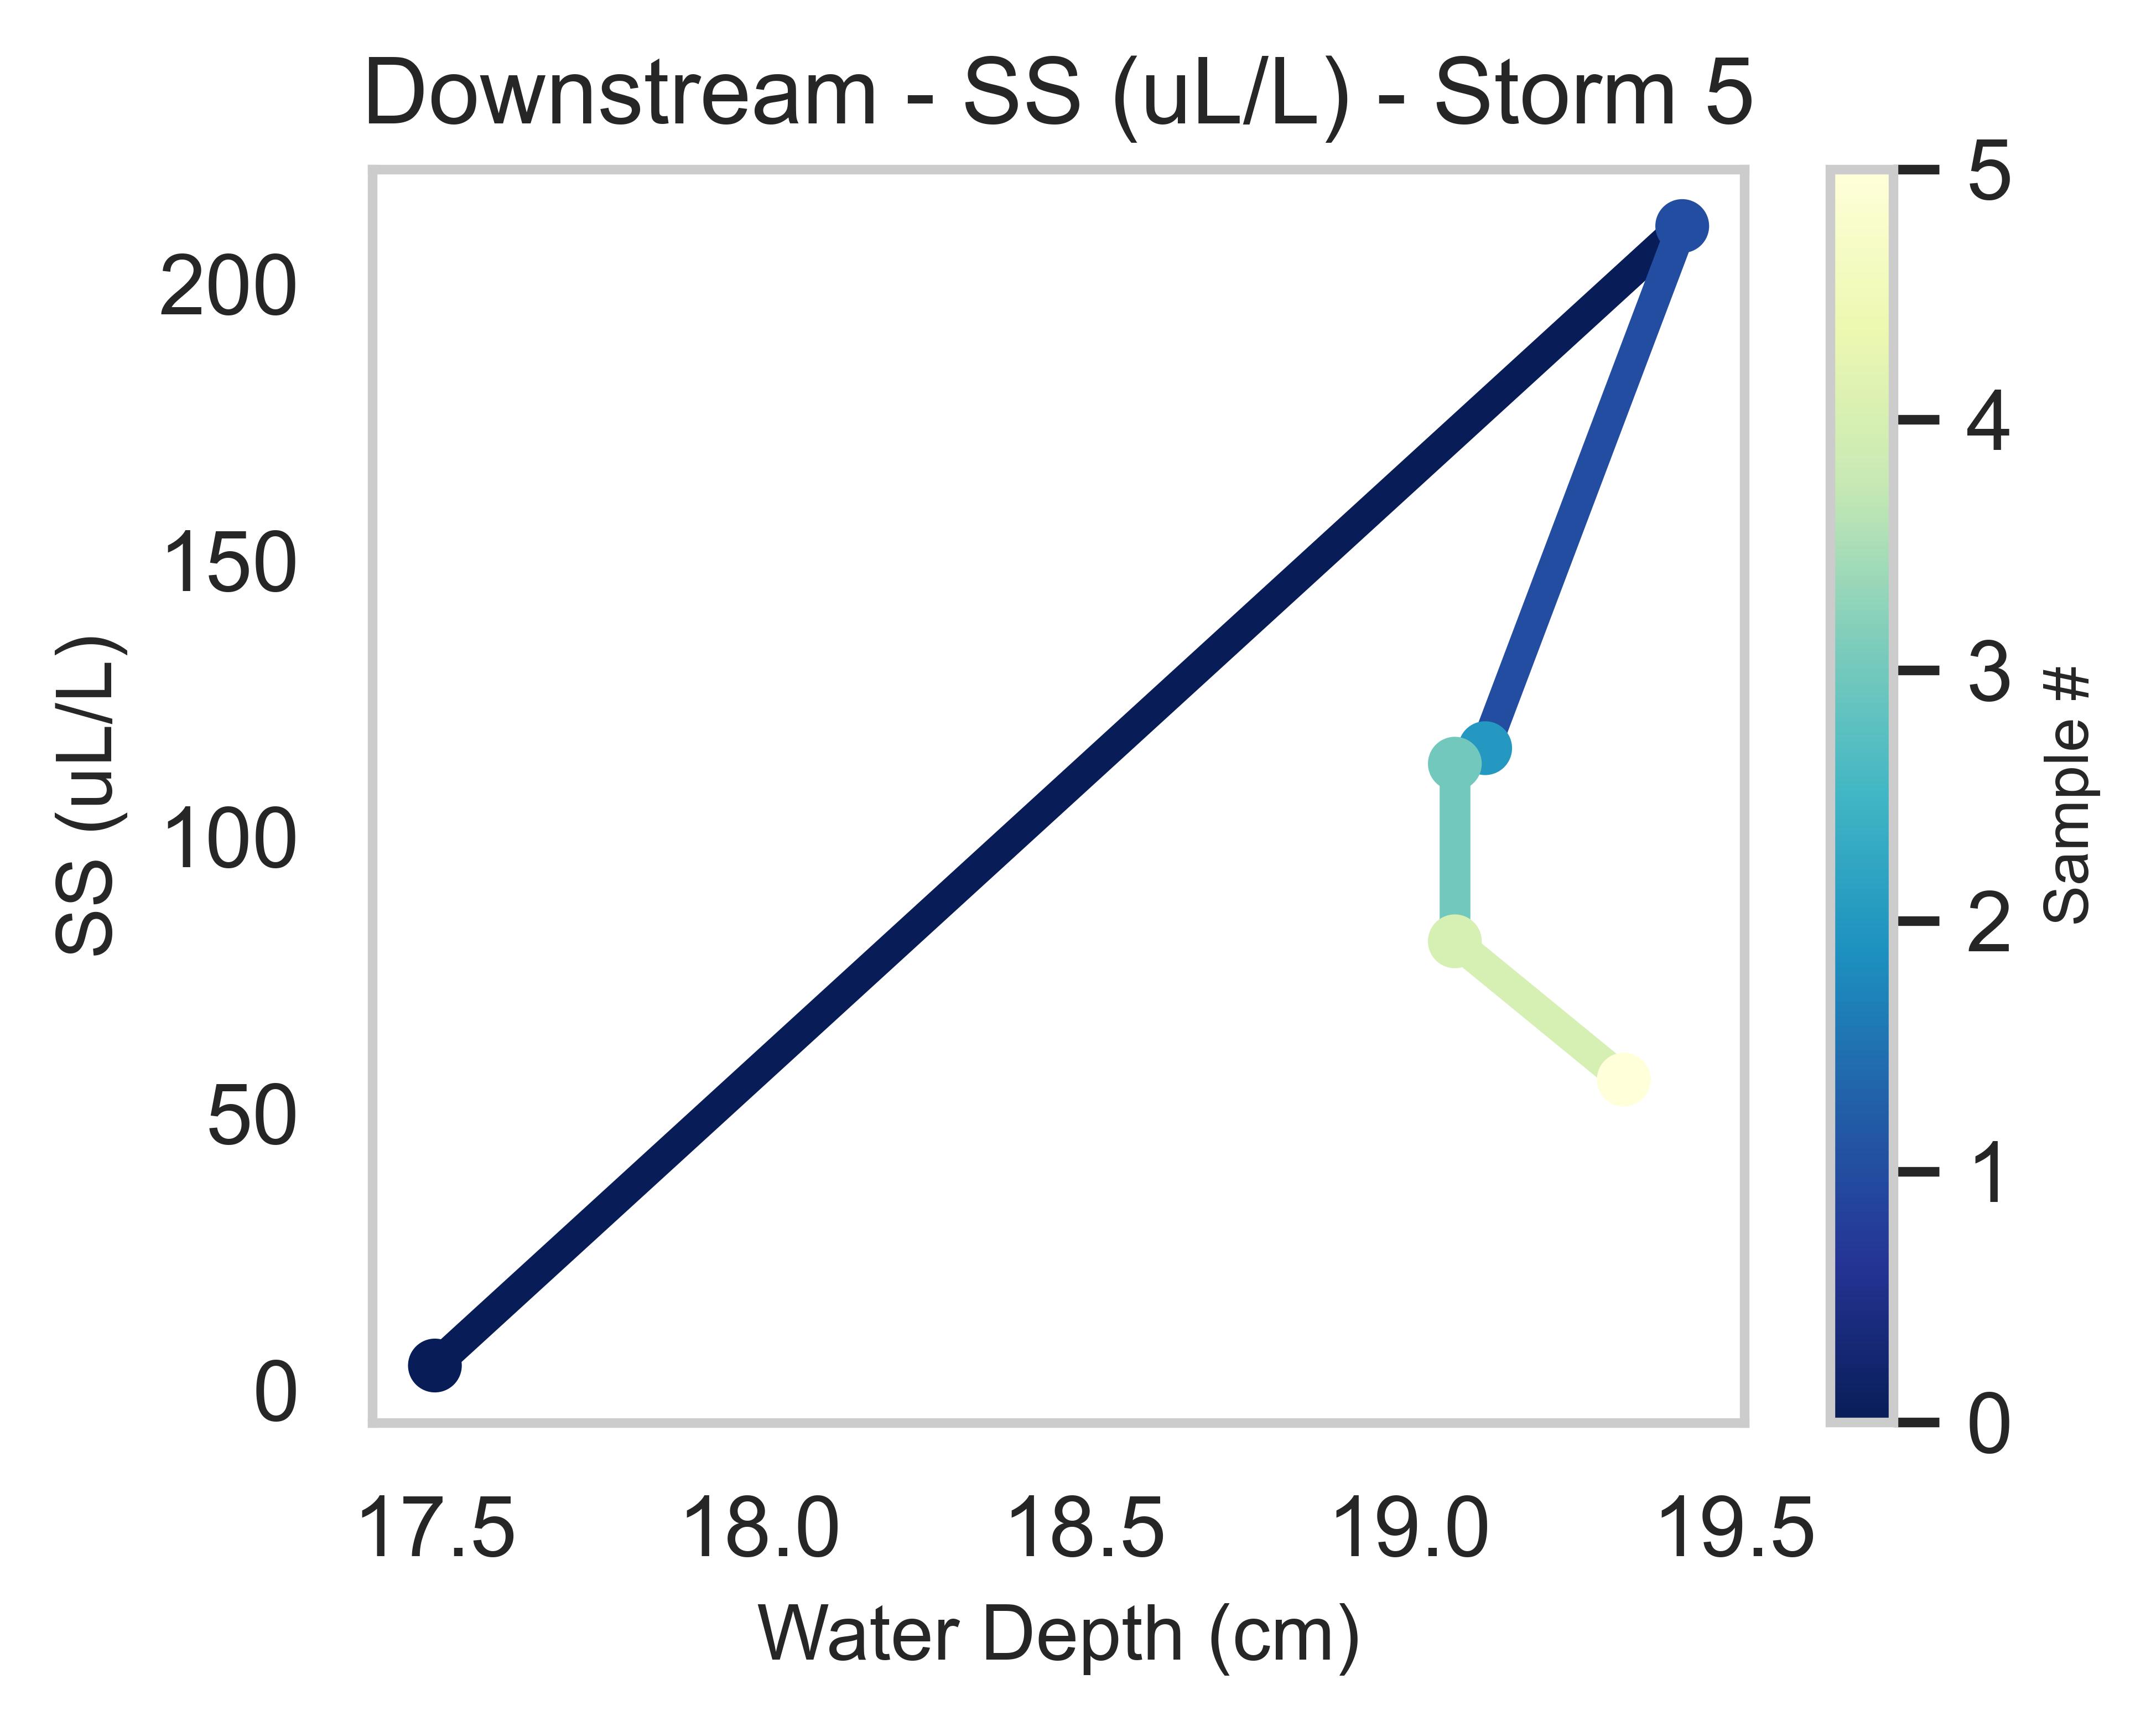 Downstream - SS (uL/L) - Storm 5
SS (uL/L)
200
150
100
50
0
17.5 18.0 18.5 19.0 19.5
Water Depth (cm)
5
4
3
2
1
0
Sample #